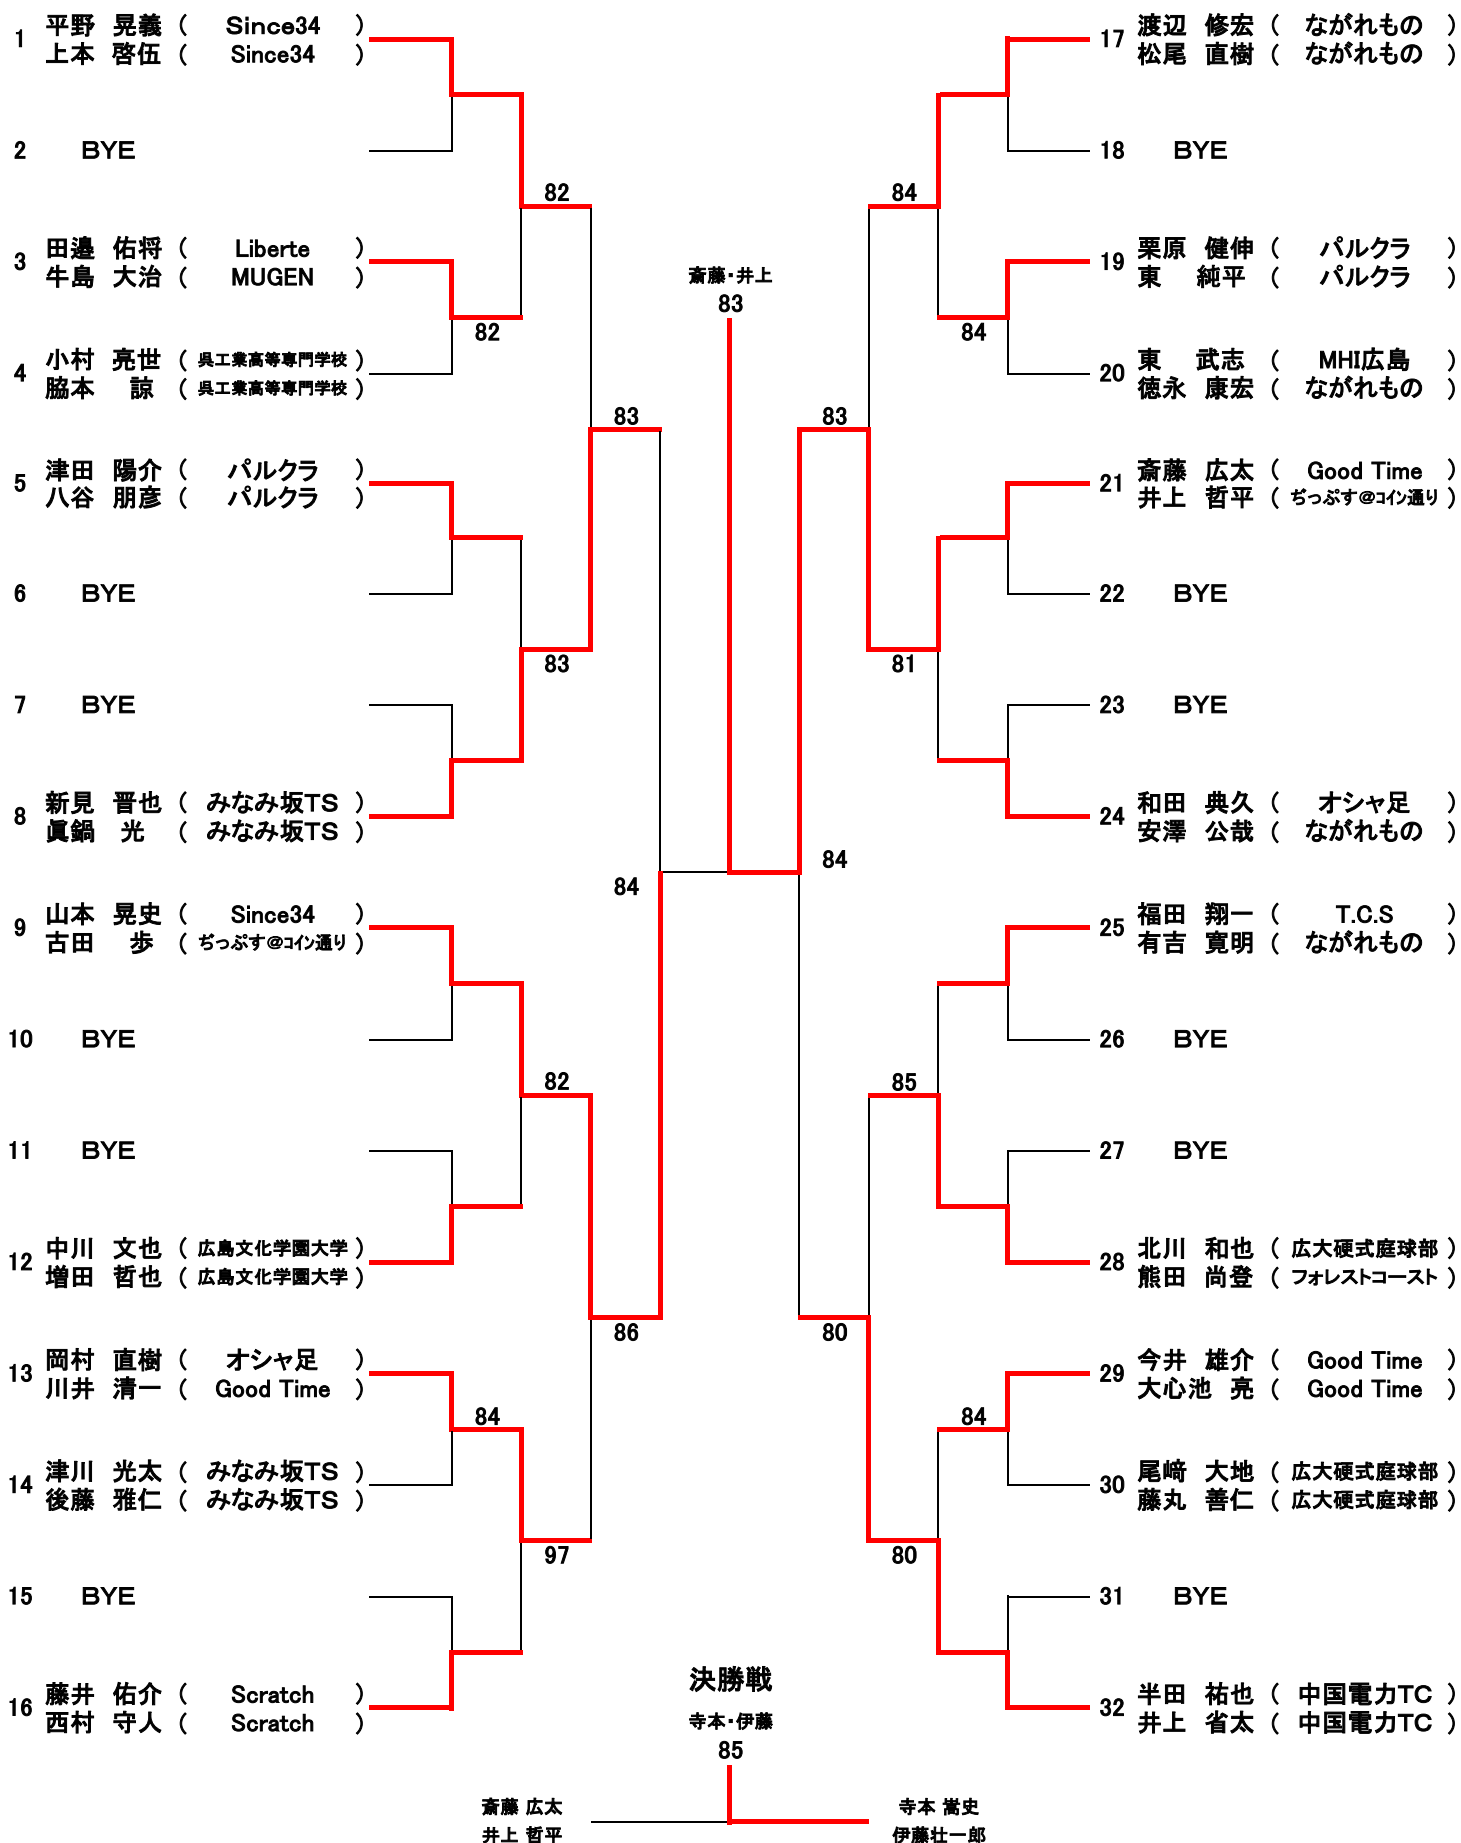 1 平野 晃義 ( Since34 )
上本 啓伍 ( Since34 )
2 BYE
82
3 田邉 佑将 ( Liberte )
牛島 大治 ( MUGEN )
82
4 小村 亮世 ( 呉工業高等専門学校 )
脇本 諒 ( 呉工業高等専門学校 )
83
5 津田 陽介 ( パルクラ )
八谷 朋彦 ( パルクラ )
6 BYE
83
7 BYE
8 新見 晋也 ( みなみ坂TS )
眞鍋 光 ( みなみ坂TS )
84
9 山本 晃史 ( Since34 )
古田 歩 ( ぢっぷす@コイン通り )
10 BYE
82
11 BYE
12 中川 文也 ( 広島文化学園大学 )
増田 哲也 ( 広島文化学園大学 )
86
13 岡村 直樹 ( オシャ足 )
川井 清一 ( Good Time )
84
14 津川 光太 ( みなみ坂TS )
後藤 雅仁 ( みなみ坂TS )
97
15 BYE
16 藤井 佑介 ( Scratch )
西村 守人 ( Scratch )
斎藤・井上
83
17 渡辺 修宏 ( ながれもの )
松尾 直樹 ( ながれもの )
18 BYE
84
19 栗原 健伸 ( パルクラ )
東 純平 ( パルクラ )
84
20 東 武志 ( MHI広島 )
徳永 康宏 ( ながれもの )
83
21 斎藤 広太 ( Good Time )
井上 哲平 ( ぢっぷす@コイン通り )
22 BYE
81
23 BYE
24 和田 典久 ( オシャ足 )
安澤 公哉 ( ながれもの )
84
25 福田 翔一 ( T.C.S )
有吉 寛明 ( ながれもの )
26 BYE
85
27 BYE
28 北川 和也 ( 広大硬式庭球部 )
熊田 尚登 ( フォレストコースト )
80
29 今井 雄介 ( Good Time )
大心池 亮 ( Good Time )
84
30 尾﨑 大地 ( 広大硬式庭球部 )
藤丸 善仁 ( 広大硬式庭球部 )
80
31 BYE
32 半田 祐也 ( 中国電力TC )
井上 省太 ( 中国電力TC )
決勝戦
寺本・伊藤
85
斎藤 広太
井上 哲平
寺本 嵩史
伊藤壮一郎